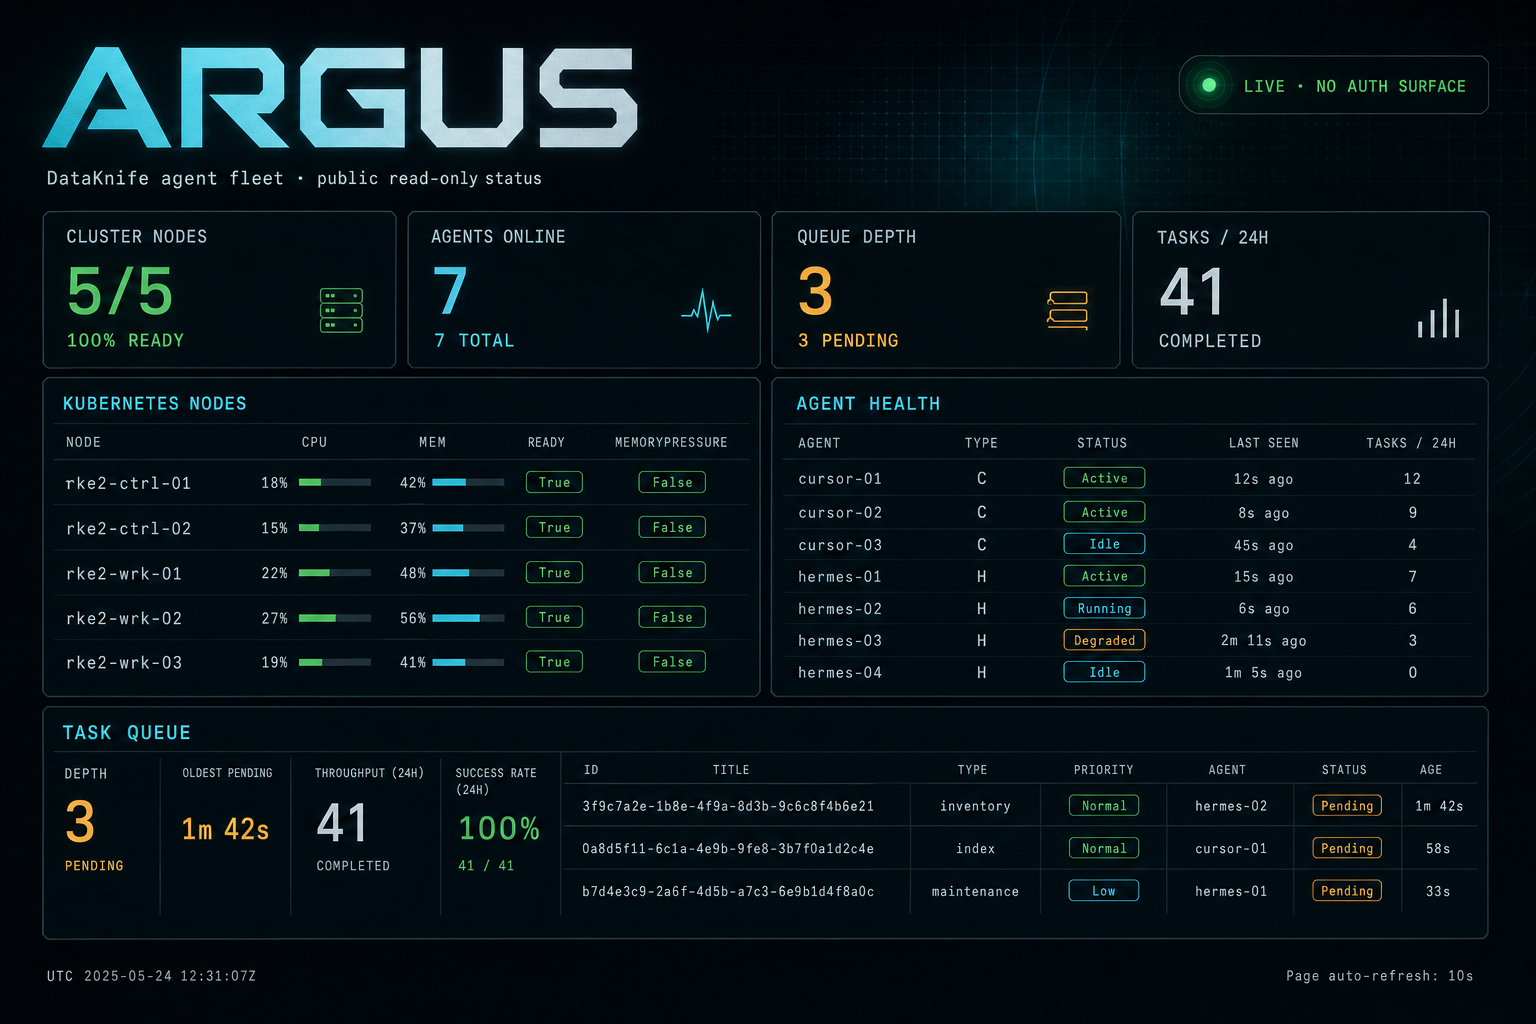 ARGUS
LIVE · NO AUTH SURFACE
DataKnife agent fleet · public read-only status
CLUSTER NODES
5/5
100% READY
AGENTS ONLINE
7
7 TOTAL
QUEUE DEPTH
3
3 PENDING
TASKS / 24H
41
COMPLETED
KUBERNETES NODES
NODE CPU MEM READY MEMORYPRESSURE
rke2-ctrl-01 18% 42% True False
rke2-ctrl-02 15% 37% True False
rke2-wrk-01 22% 48% True False
rke2-wrk-02 27% 56% True False
rke2-wrk-03 19% 41% True False
AGENT HEALTH
AGENT TYPE STATUS LAST SEEN TASKS / 24H
cursor-01 C Active 12s ago 12
cursor-02 C Active 8s ago 9
cursor-03 C Idle 45s ago 4
hermes-01 H Active 15s ago 7
hermes-02 H Running 6s ago 6
hermes-03 H Degraded 2m 11s ago 3
hermes-04 H Idle 1m 5s ago 0
TASK QUEUE
DEPTH
3
PENDING
OLDEST PENDING
1m 42s
THROUGHPUT (24H)
41
COMPLETED
SUCCESS RATE
(24H)
100%
41 / 41
ID TITLE TYPE PRIORITY AGENT STATUS AGE
3f9c7a2e-1b8e-4f9a-8d3b-9c6c8f4b6e21 inventory Normal hermes-02 Pending 1m 42s
0a8d5f11-6c1a-4e9b-9fe8-3b7f0a1d2c4e index Normal cursor-01 Pending 58s
b7d4e3c9-2a6f-4d5b-a7c3-6e9b1d4f8a0c maintenance Low hermes-01 Pending 33s
UTC 2025-05-24 12:31:07Z
Page auto-refresh: 10s